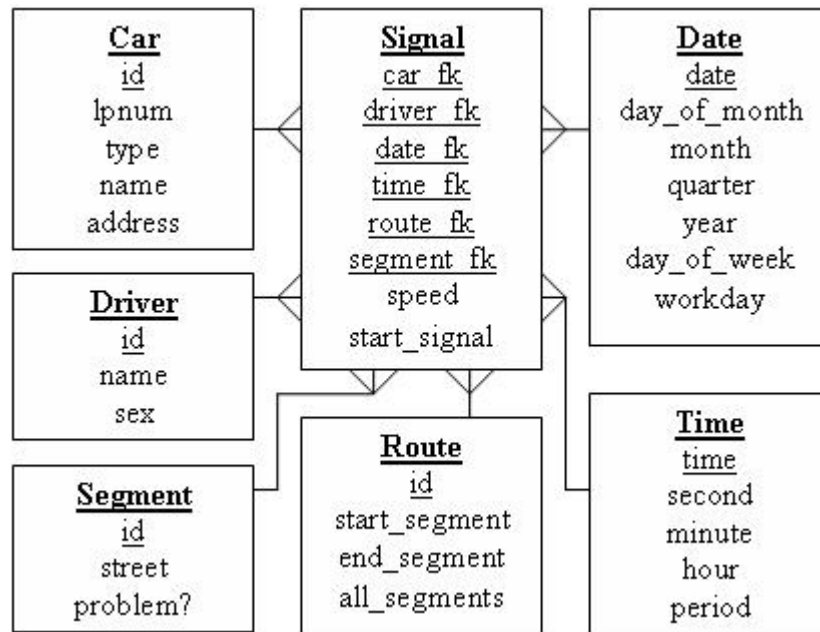 Car
id
lpnum
type
name
address
Signal
car_fk
driver_fk
date_fk
time_fk
route_fk
segment_fk
speed
start_signal
Date
date
day_of_month
month
quarter
year
day_of_week
workday
Driver
id
name
sex
Segment
id
street
problem?
Route
id
start_segment
end_segment
all_segments
Time
time
second
minute
hour
period